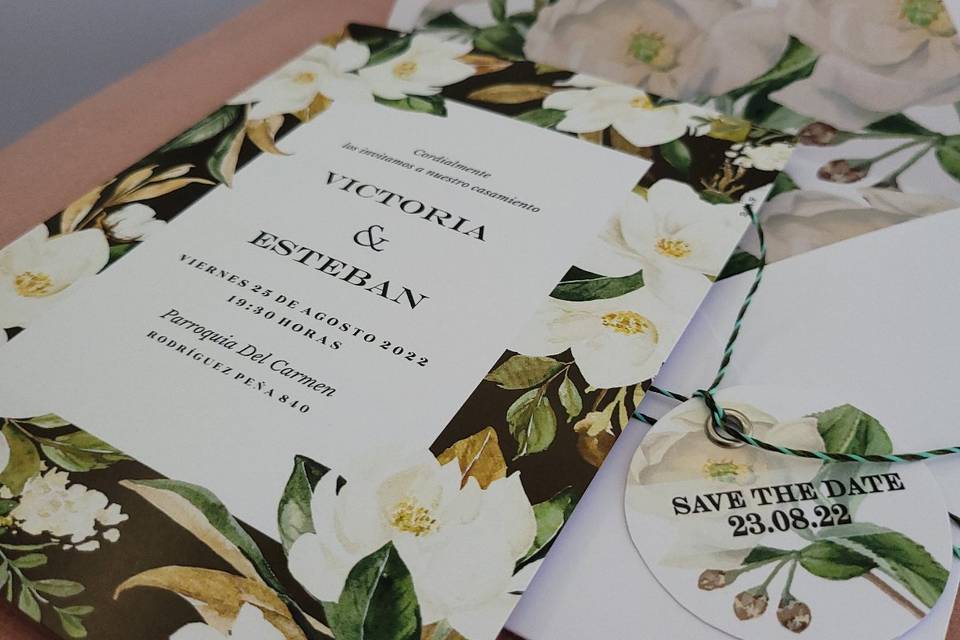 Cordialmente
los invitamos a nuestro casamiento
VICTORIA
&
ESTEBAN
VIERNES 25 DE AGOSTO 2022
19:30 HORAS
Parroquia Del Carmen
RODRÍGUEZ PEÑA 840
SAVE THE DATE
23.08.22